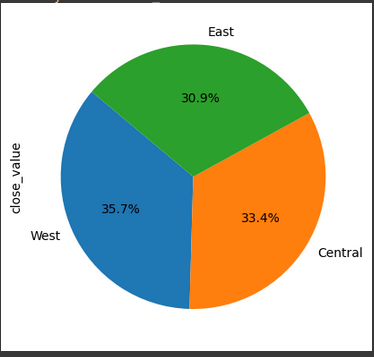 East
30.9%
close_value
35.7%
33.4%
West
Central